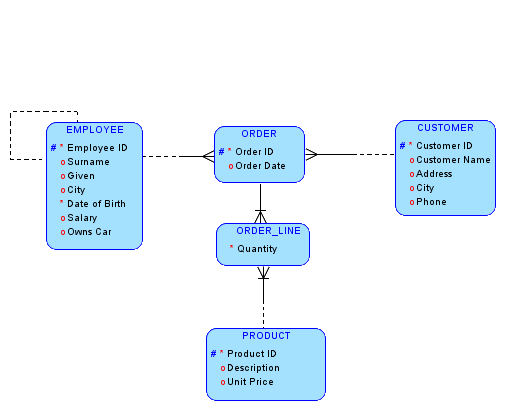 EMPLOYEE
# * Employee ID
o Surname
o Given
o City
* Date of Birth
o Salary
o Owns Car
ORDER
# * Order ID
o Order Date
CUSTOMER
# * Customer ID
o Customer Name
o Address
o City
o Phone
ORDER_LINE
* Quantity
PRODUCT
# * Product ID
o Description
o Unit Price